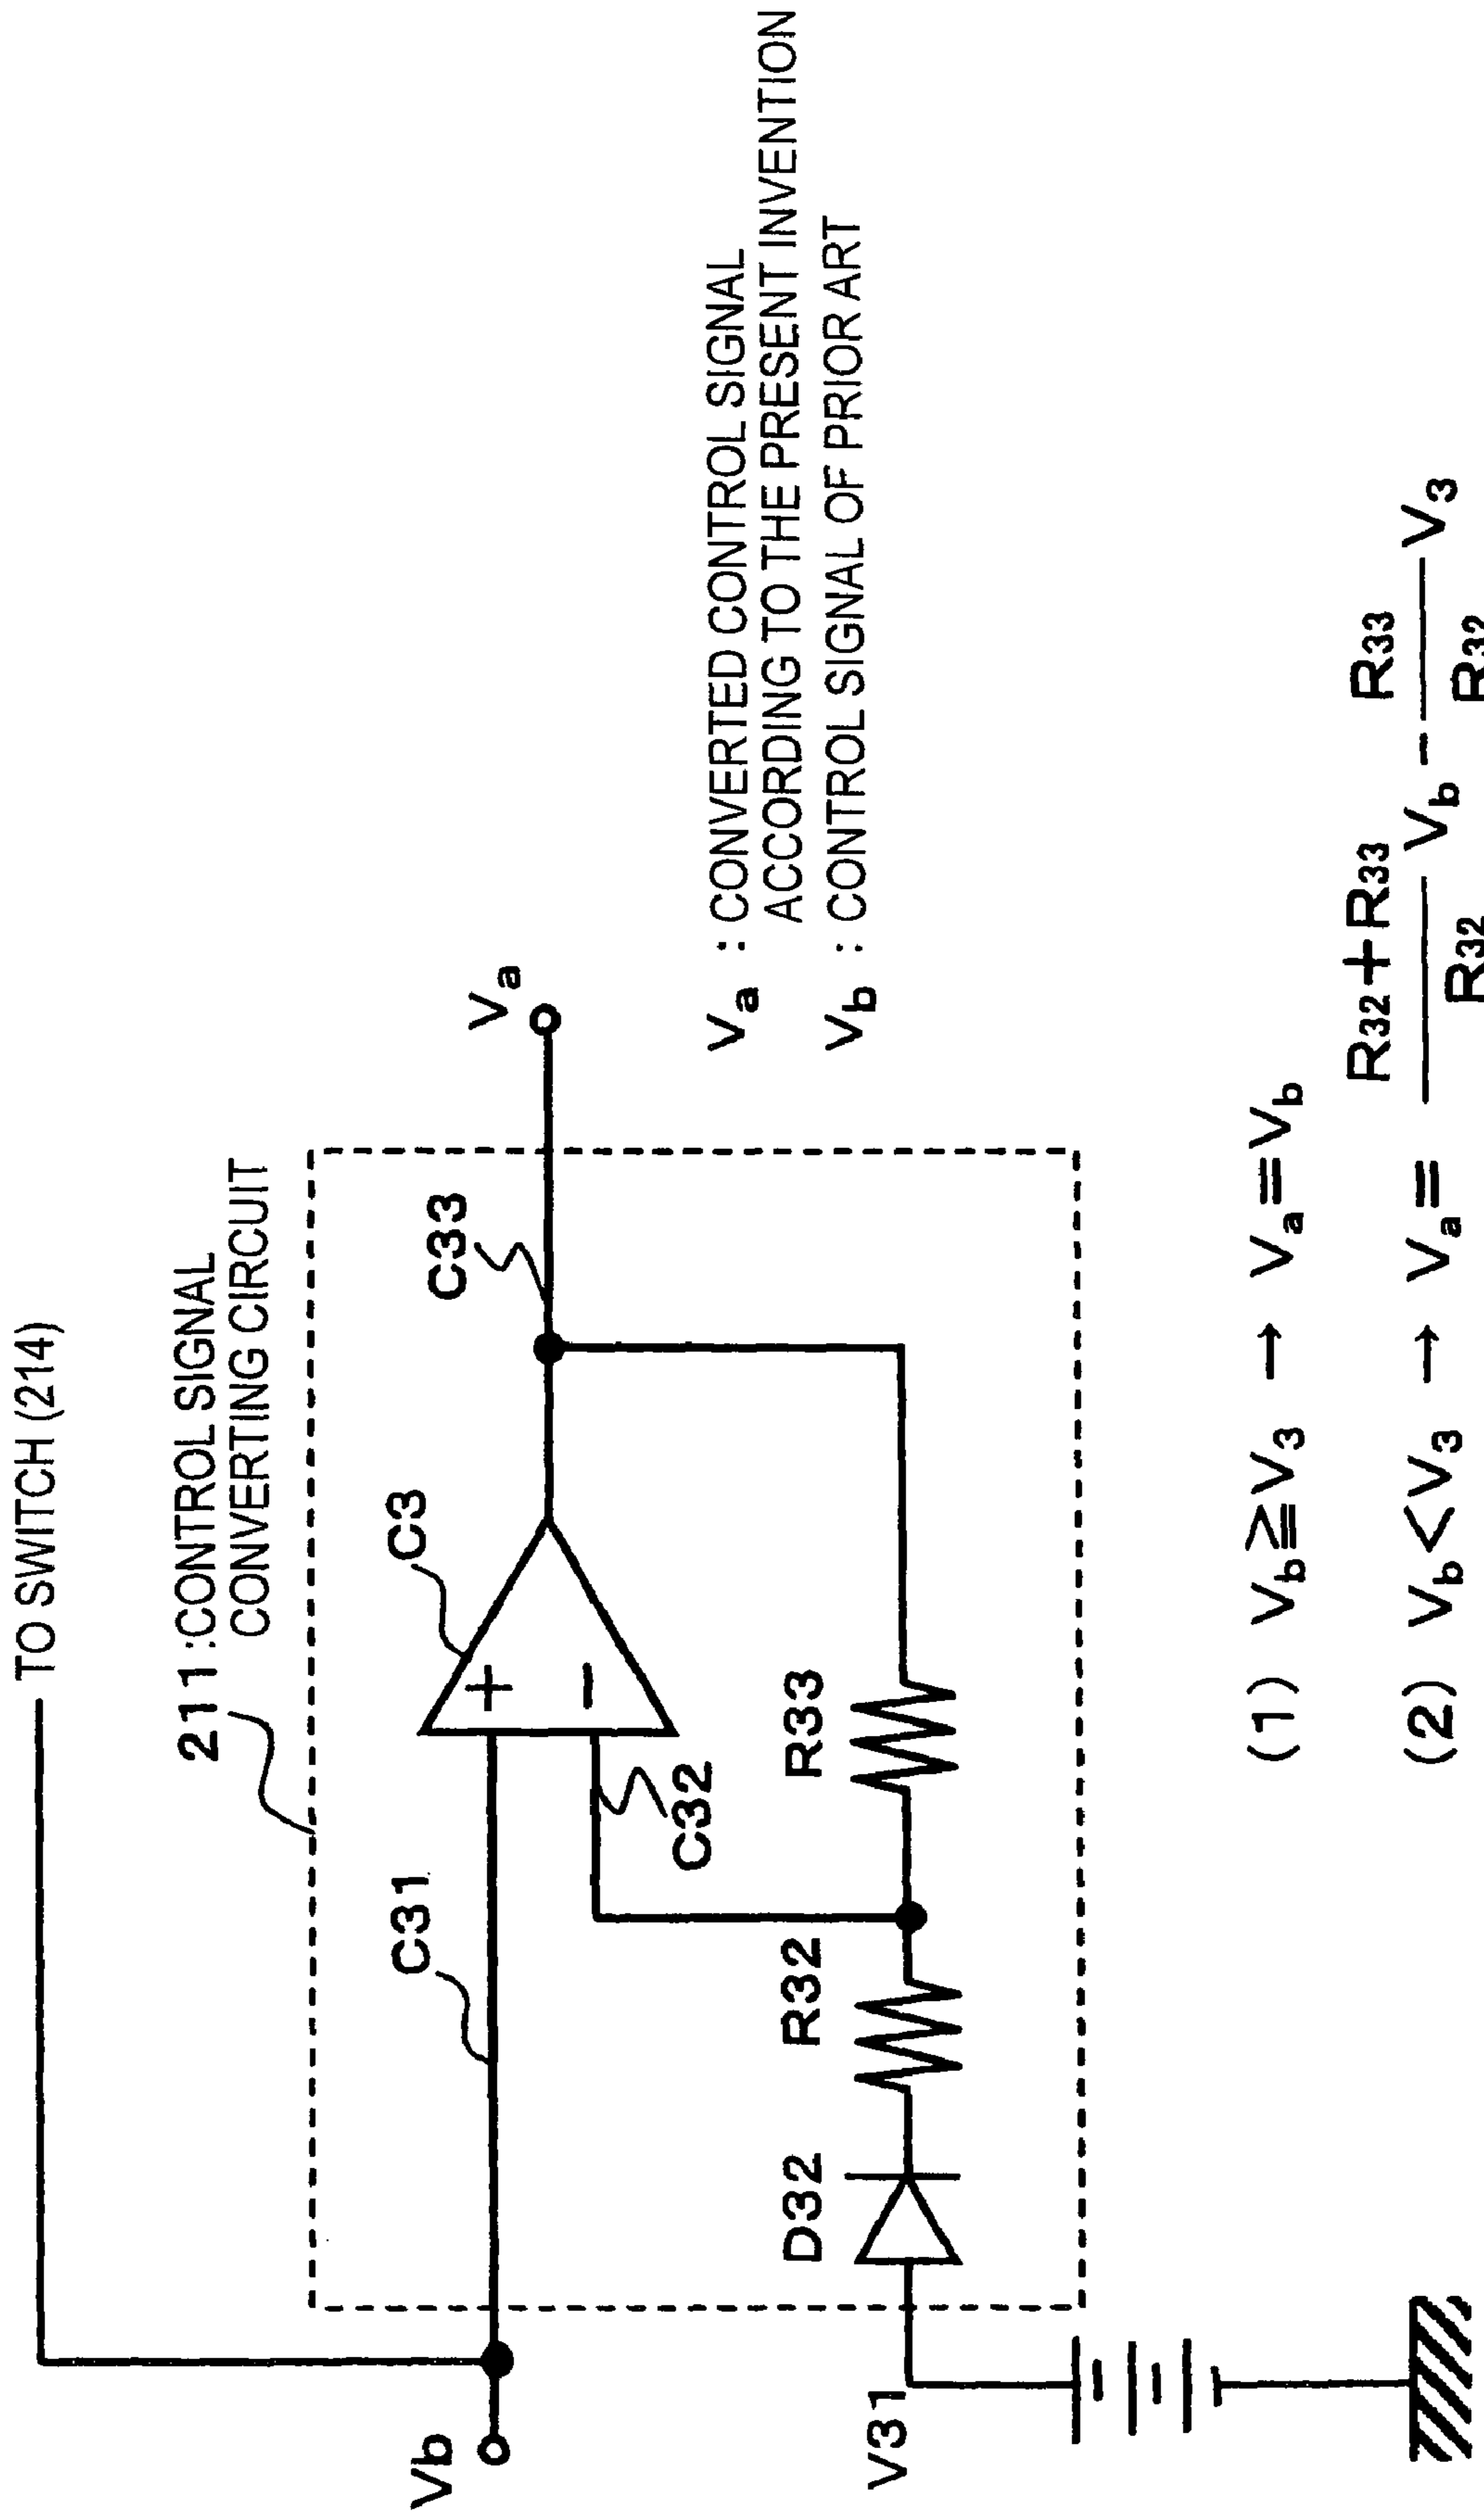 TO SWITCH (214)
211 : CONTROL SIGNAL
CONVERTING CIRCUIT
Vb
C31
C3
C33
Va
+
−
C32
D32
R32
R33
V31
Va : CONVERTED CONTROL SIGNAL
ACCORDING TO THE PRESENT INVENTION
Vb : CONTROL SIGNAL OF PRIOR ART
(1) Vb ≧ V3 → Va = Vb
(2) Vb < V3 → Va = R32 + R33 / R32 Vb - R33 / R32 V3